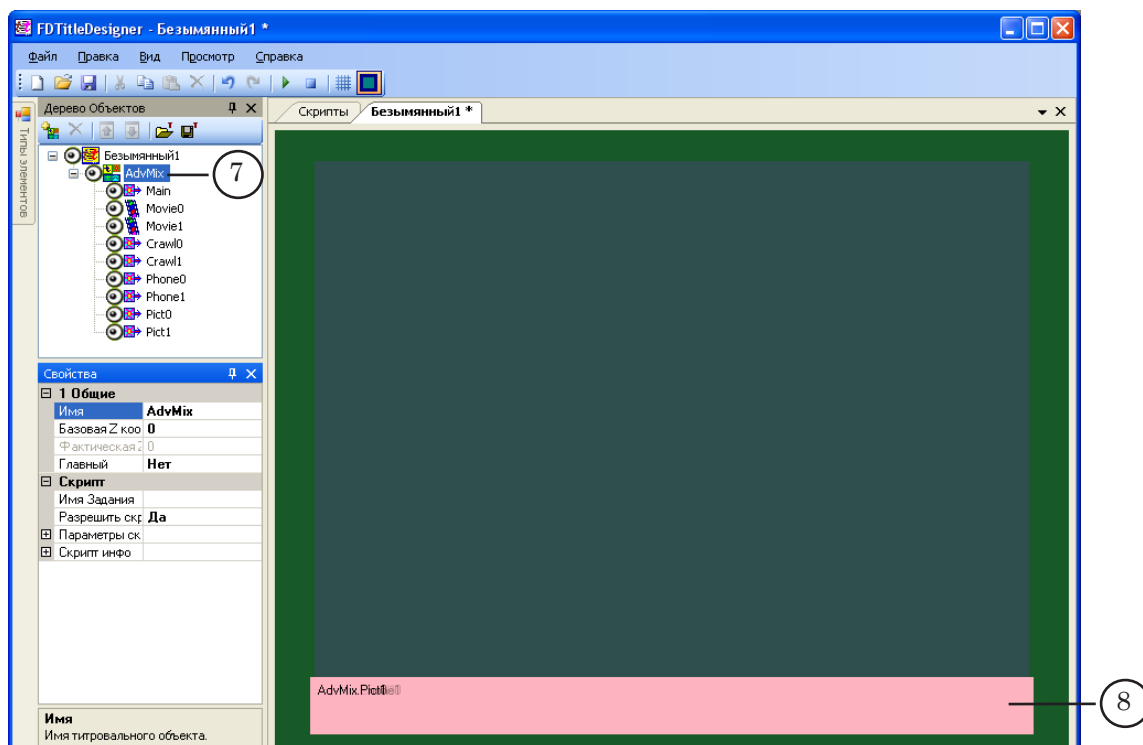 FDTitleDesigner - Безымянный1 *
Файл Правка Вид Просмотр Справка
Типы элементов
Дерево Объектов
Безымянный1
AdvMix
7
Main
Movie0
Movie1
Crawl0
Crawl1
Phone0
Phone1
Pict0
Pict1
Свойства
1 Общие
Имя AdvMix
Базовая Z коо 0
Фактическая Z 0
Главный Нет
Скрипт
Имя Задания
Разрешить скр Да
Параметры ск
Скрипт инфо
Имя
Имя титровального объекта.
Скрипты Безымянный1 *
8